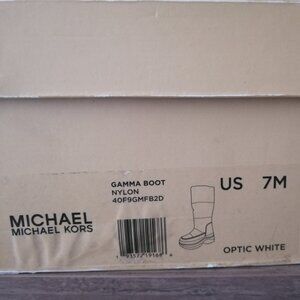 GAMMA BOOT
NYLON
40F9GMFB2D
US 7M
MICHAEL
MICHAEL KORS
OPTIC WHITE